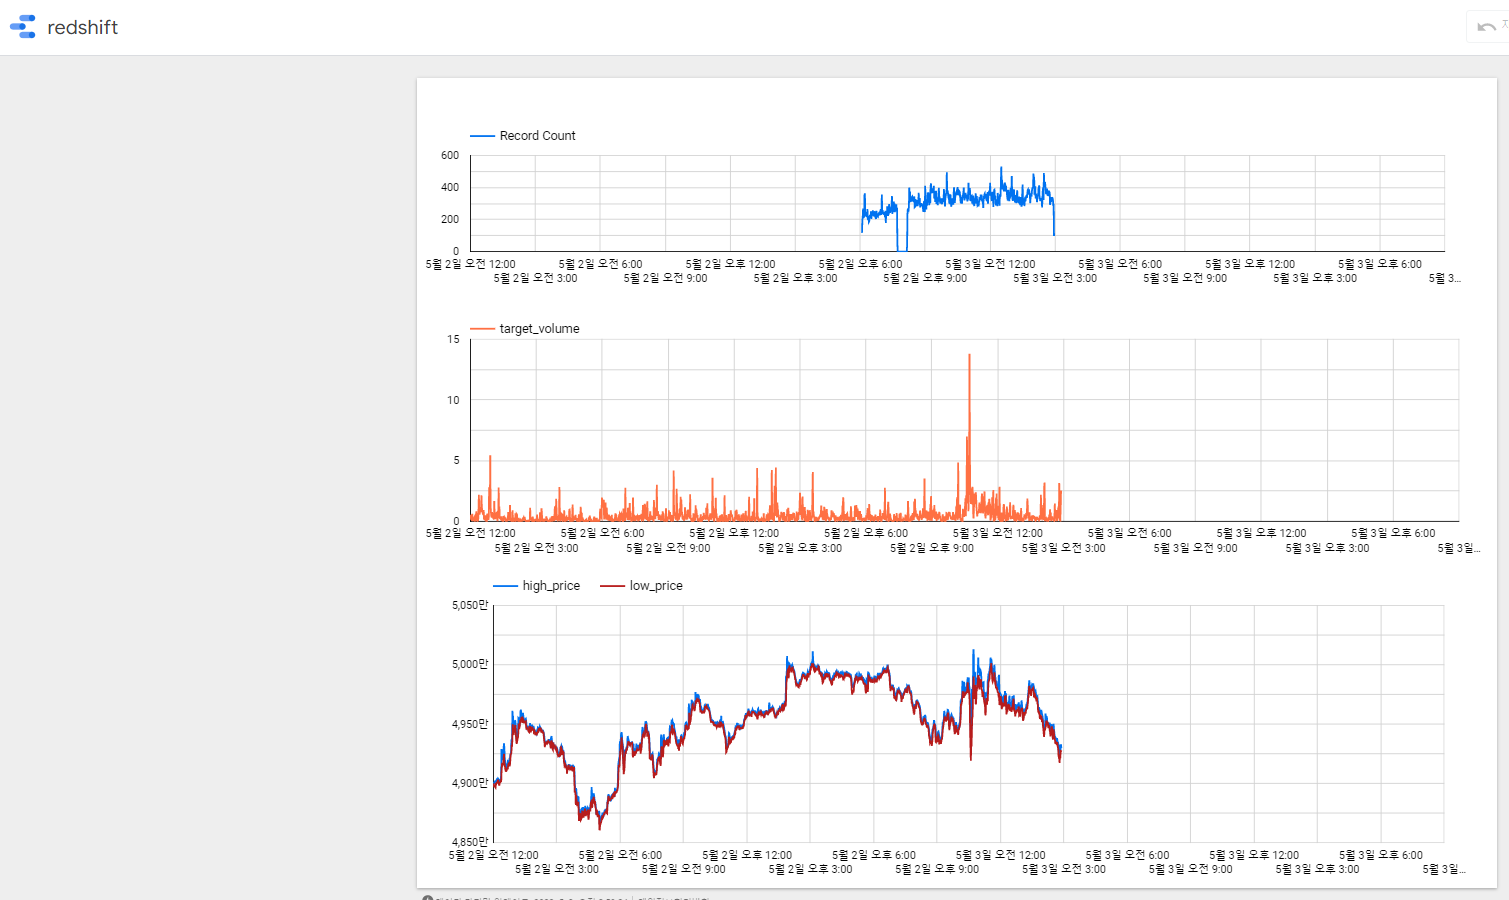 redshift
Record Count
600
400
200
0
5월 2일 오전 12:00 5월 2일 오전 6:00 5월 2일 오후 12:00 5월 2일 오후 6:00 5월 3일 오전 12:00 5월 3일 오전 6:00 5월 3일 오후 12:00 5월 3일 오후 6:00
5월 2일 오전 3:00 5월 2일 오전 9:00 5월 2일 오후 3:00 5월 2일 오후 9:00 5월 3일 오전 3:00 5월 3일 오전 9:00 5월 3일 오후 3:00 5월 3...
target_volume
15
10
5
0
5월 2일 오전 12:00 5월 2일 오전 6:00 5월 2일 오후 12:00 5월 2일 오후 6:00 5월 3일 오전 12:00 5월 3일 오전 6:00 5월 3일 오후 12:00 5월 3일 오후 6:00
5월 2일 오전 3:00 5월 2일 오전 9:00 5월 2일 오후 3:00 5월 2일 오후 9:00 5월 3일 오전 3:00 5월 3일 오전 9:00 5월 3일 오후 3:00 5월 3일...
high_price low_price
5,050만
5,000만
4,950만
4,900만
4,850만
5월 2일 오전 12:00 5월 2일 오전 6:00 5월 2일 오후 12:00 5월 2일 오후 6:00 5월 3일 오전 12:00 5월 3일 오전 6:00 5월 3일 오후 12:00 5월 3일 오후 6:00
5월 2일 오전 3:00 5월 2일 오전 9:00 5월 2일 오후 3:00 5월 2일 오후 9:00 5월 3일 오전 3:00 5월 3일 오전 9:00 5월 3일 오후 3:00 5월 3일...